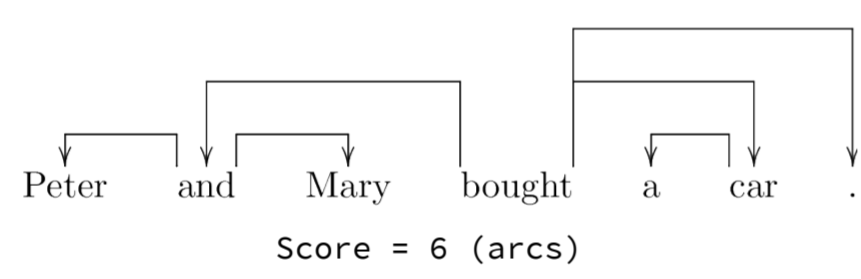 Peter and Mary bought a car .
Score = 6 (arcs)